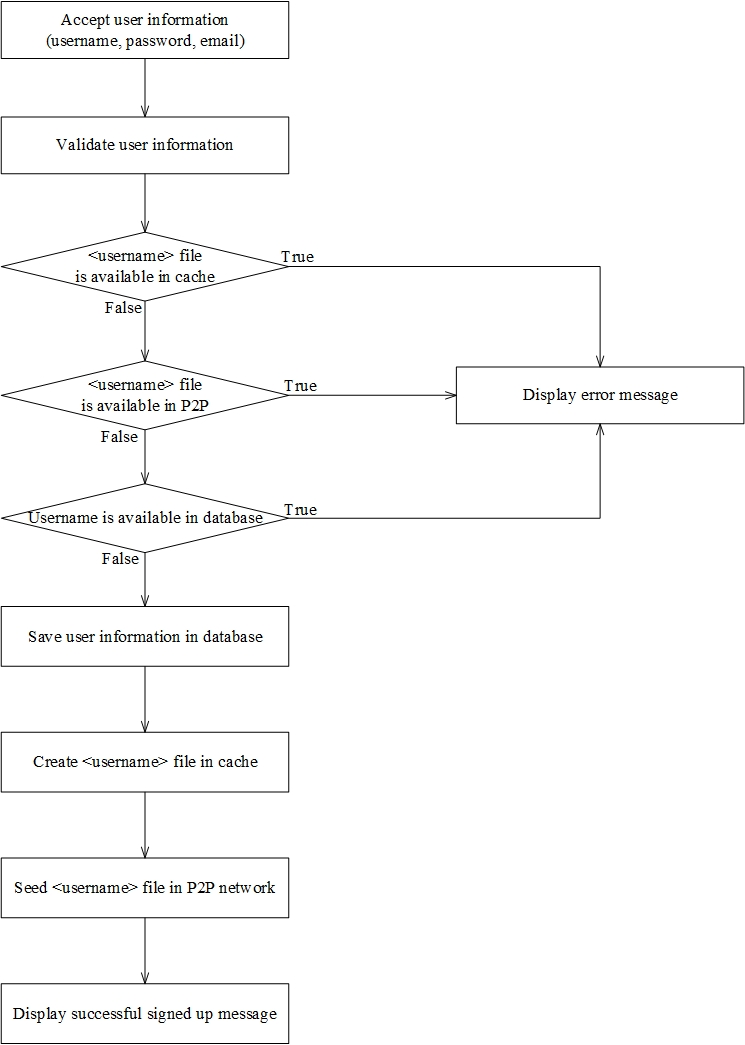 Accept user information
(username, password, email)
Validate user information
<username> file
is available in cache
True
False
<username> file
is available in P2P
True
Display error message
False
Username is available in database
True
False
Save user information in database
Create <username> file in cache
Seed <username> file in P2P network
Display successful signed up message